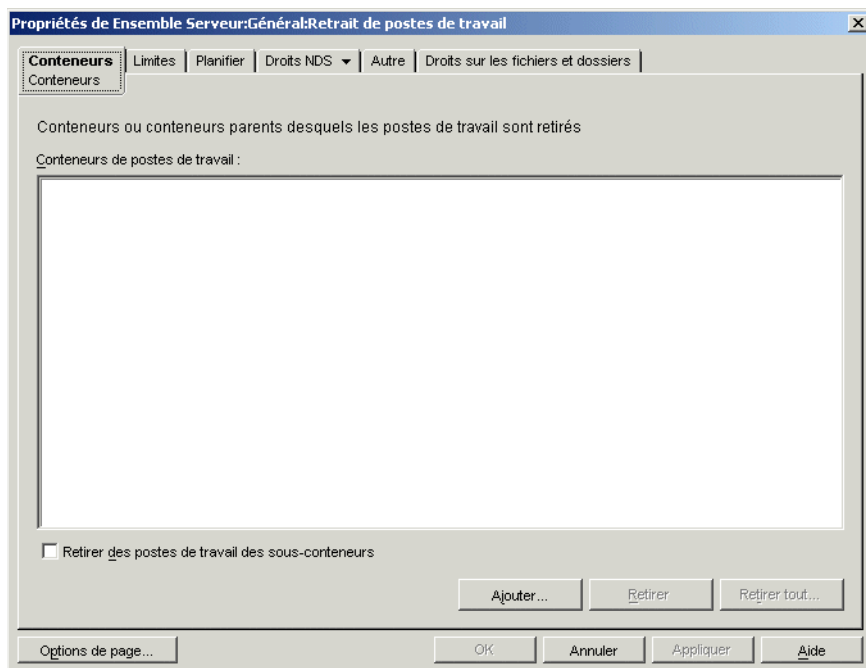 Propriétés de Ensemble Serveur:Général:Retrait de postes de travail
Conteneurs Limites Planifier Droits NDS Autre Droits sur les fichiers et dossiers
Conteneurs
Conteneurs ou conteneurs parents desquels les postes de travail sont retirés
Conteneurs de postes de travail :
Retirer des postes de travail des sous-conteneurs
Ajouter... Retirer Retirer tout...
Options de page... OK Annuler Appliquer Aide